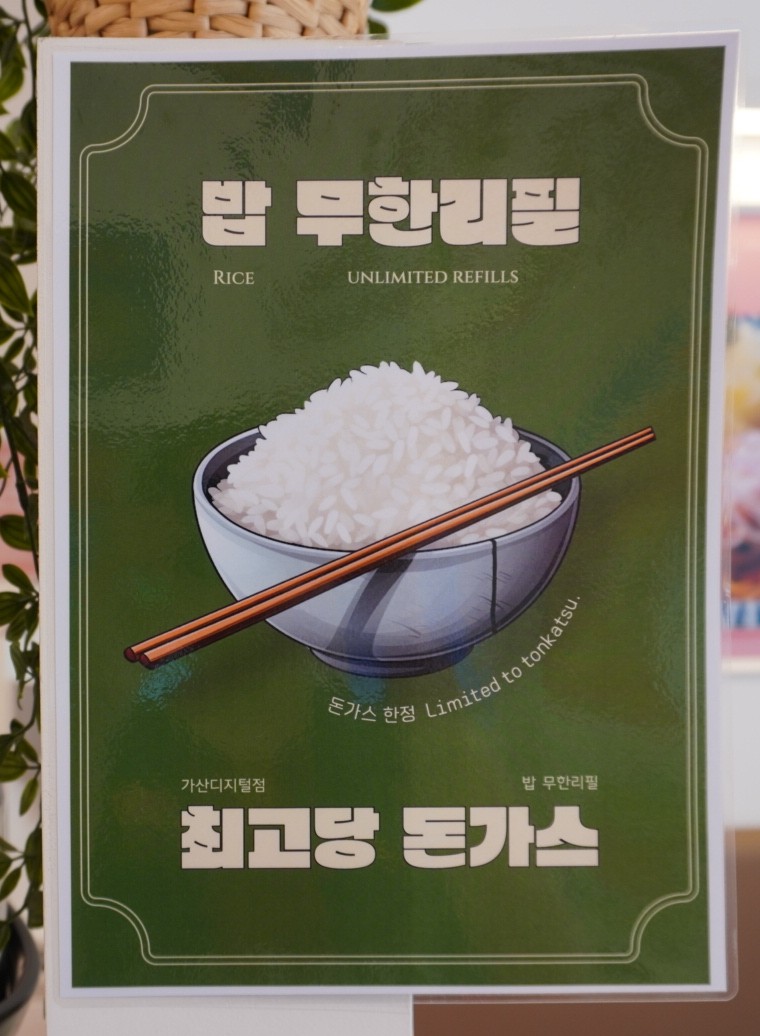 밥 무한리필
RICE UNLIMITED REFILLS
돈가스 한정 Limited to tonkatsu.
가산디지털점 밥 무한리필
최고당 돈가스